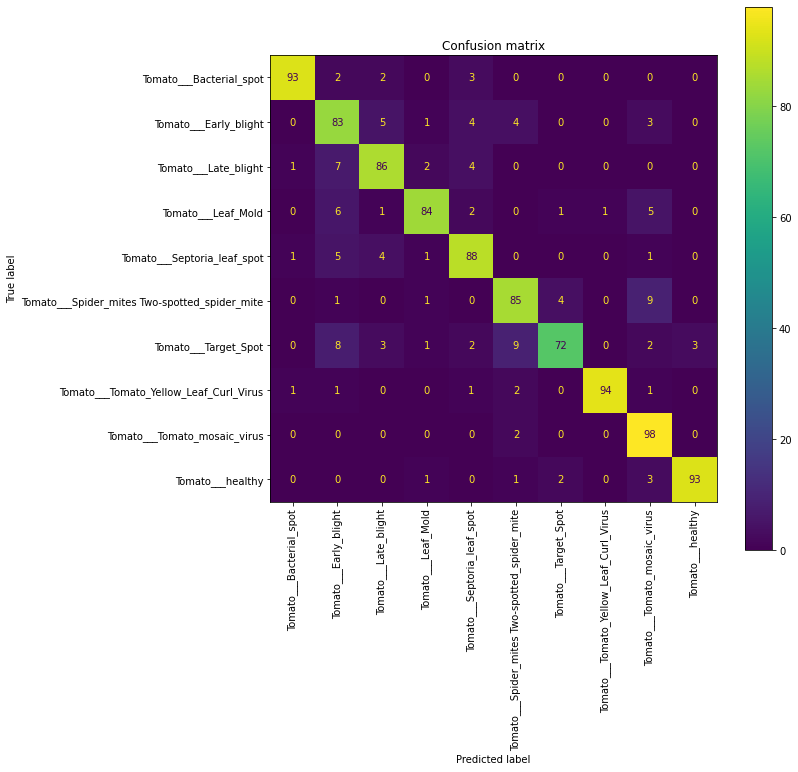 Confusion matrix
True label
Tomato___Bacterial_spot 93 2 2 0 3 0 0 0 0 0
Tomato___Early_blight 0 83 5 1 4 4 0 0 3 0
Tomato___Late_blight 1 7 86 2 4 0 0 0 0 0
Tomato___Leaf_Mold 0 6 1 84 2 0 1 1 5 0
Tomato___Septoria_leaf_spot 1 5 4 1 88 0 0 0 1 0
Tomato___Spider_mites Two-spotted_spider_mite 0 1 0 1 0 85 4 0 9 0
Tomato___Target_Spot 0 8 3 1 2 9 72 0 2 3
Tomato___Tomato_Yellow_Leaf_Curl_Virus 1 1 0 0 1 2 0 94 1 0
Tomato___Tomato_mosaic_virus 0 0 0 0 0 2 0 0 98 0
Tomato___healthy 0 0 0 1 0 1 2 0 3 93
Tomato___Bacterial_spot
Tomato___Early_blight
Tomato___Late_blight
Tomato___Leaf_Mold
Tomato___Septoria_leaf_spot
Tomato___Spider_mites Two-spotted_spider_mite
Tomato___Target_Spot
Tomato___Tomato_Yellow_Leaf_Curl_Virus
Tomato___Tomato_mosaic_virus
Tomato___healthy
Predicted label
80
60
40
20
0